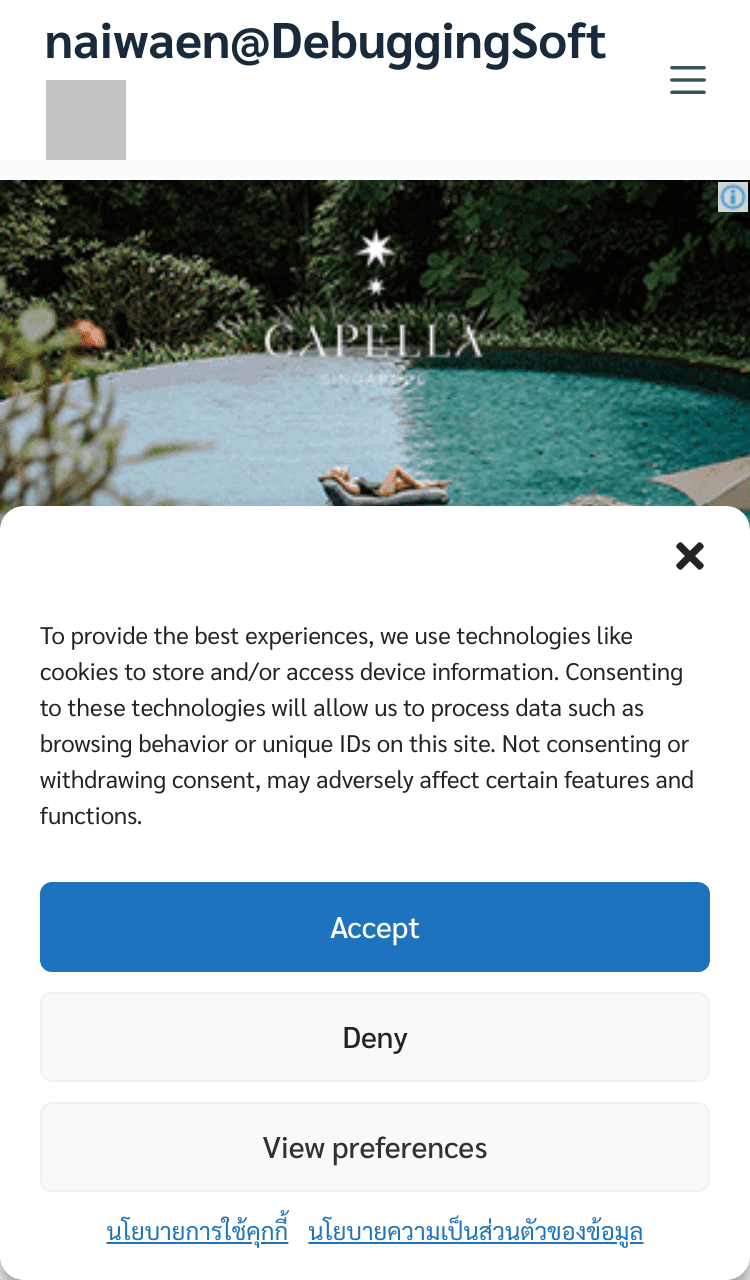 naiwaen@DebuggingSoft
CAPELLA
SINGAPORE
To provide the best experiences, we use technologies like
cookies to store and/or access device information. Consenting
to these technologies will allow us to process data such as
browsing behavior or unique IDs on this site. Not consenting or
withdrawing consent, may adversely affect certain features and
functions.
Accept
Deny
View preferences
นโยบายการใช้คุกกี้ นโยบายความเป็นส่วนตัวของข้อมูล